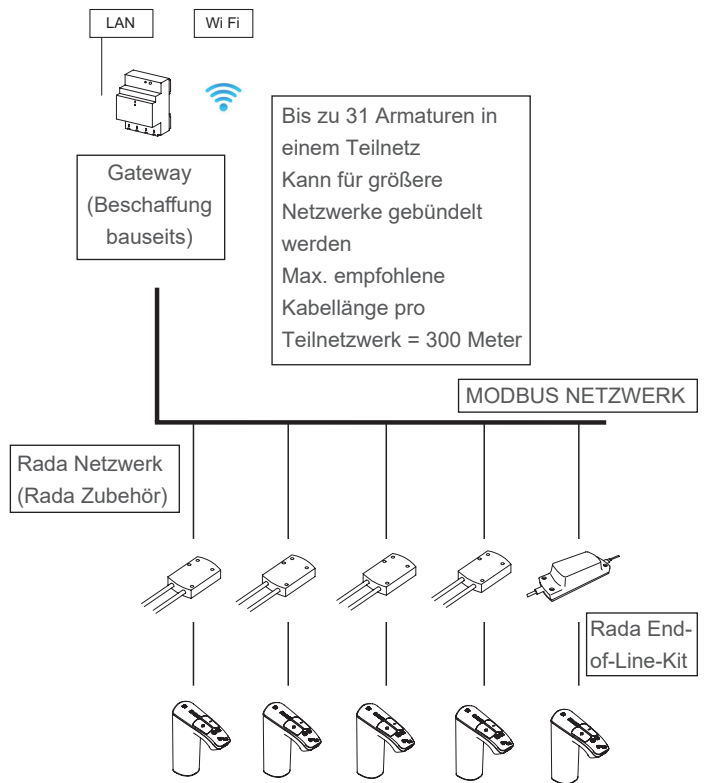 LAN
Wi Fi
Gateway
(Beschaffung
bauseits)
Bis zu 31 Armaturen in
einem Teilnetz
Kann für größere
Netzwerke gebündelt
werden
Max. empfohlene
Kabellänge pro
Teilnetzwerk = 300 Meter
MODBUS NETZWERK
Rada Netzwerk
(Rada Zubehör)
Rada End-
of-Line-Kit